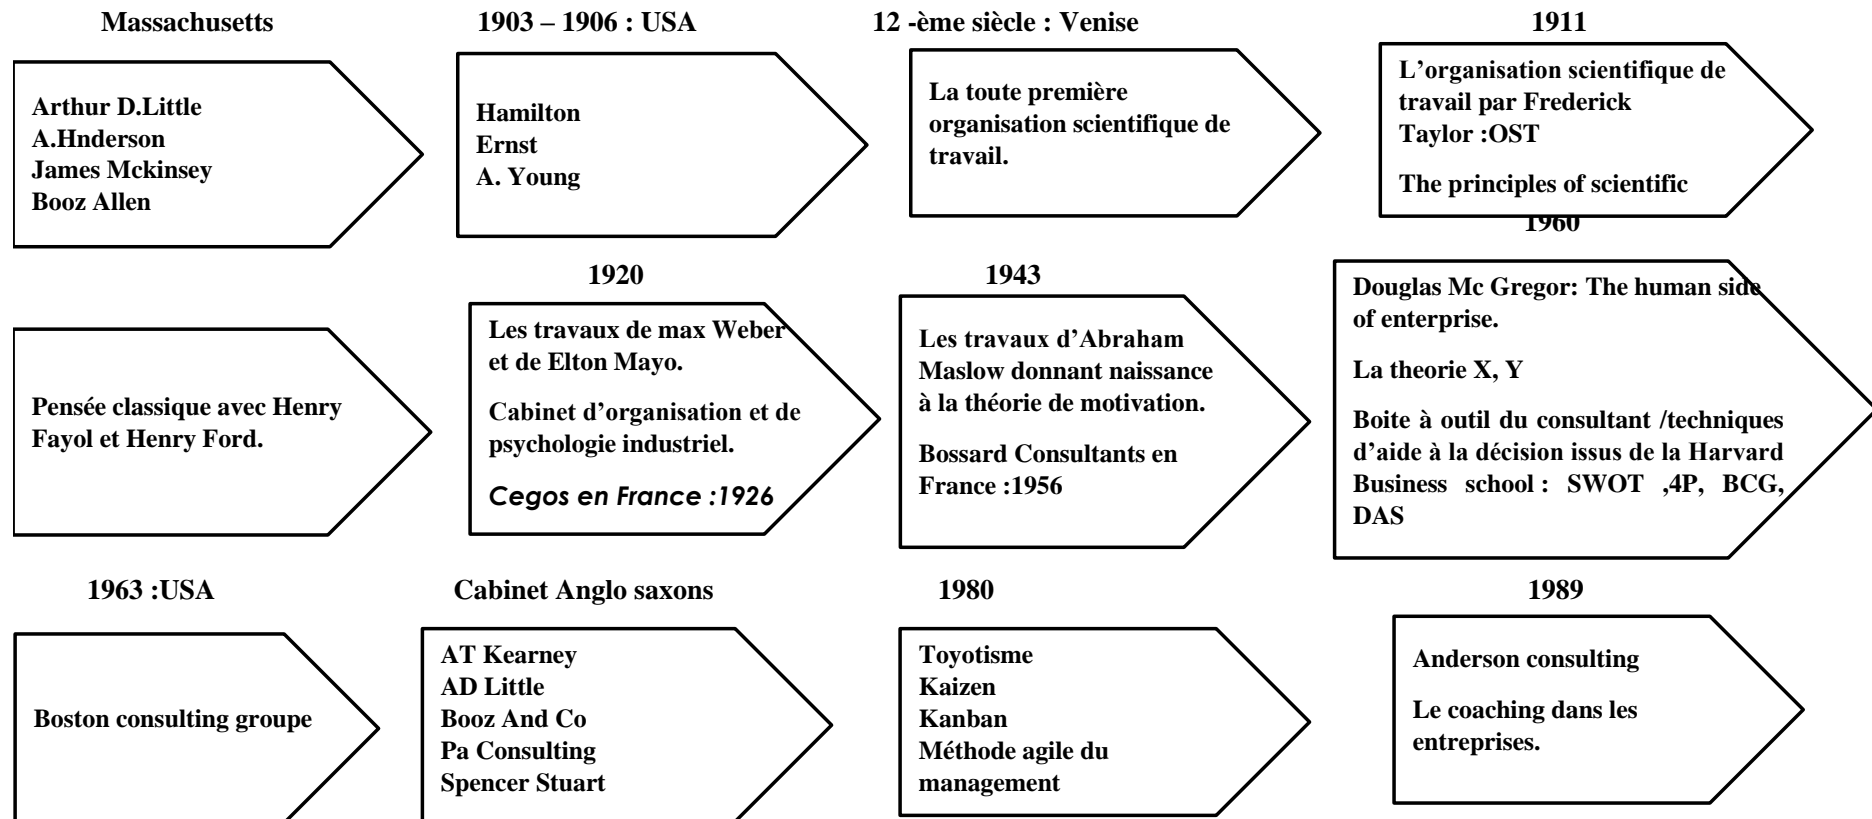 Massachusetts
Arthur D.Little
A.Hnderson
James Mckinsey
Booz Allen
1903 – 1906 : USA
Hamilton
Ernst
A. Young
12 -ème siècle : Venise
La toute première
organisation scientifique de
travail.
1911
L’organisation scientifique de
travail par Frederick
Taylor :OST
The principles of scientific
Pensée classique avec Henry
Fayol et Henry Ford.
1920
Les travaux de max Weber
et de Elton Mayo.
Cabinet d’organisation et de
psychologie industriel.
Cegos en France :1926
1943
Les travaux d’Abraham
Maslow donnant naissance
à la théorie de motivation.
Bossard Consultants en
France :1956
1960
Douglas Mc Gregor: The human side
of enterprise.
La theorie X, Y
Boite à outil du consultant /techniques
d’aide à la décision issus de la Harvard
Business school : SWOT ,4P, BCG,
DAS
1963 :USA
Boston consulting groupe
Cabinet Anglo saxons
AT Kearney
AD Little
Booz And Co
Pa Consulting
Spencer Stuart
1980
Toyotisme
Kaizen
Kanban
Méthode agile du
management
1989
Anderson consulting
Le coaching dans les
entreprises.